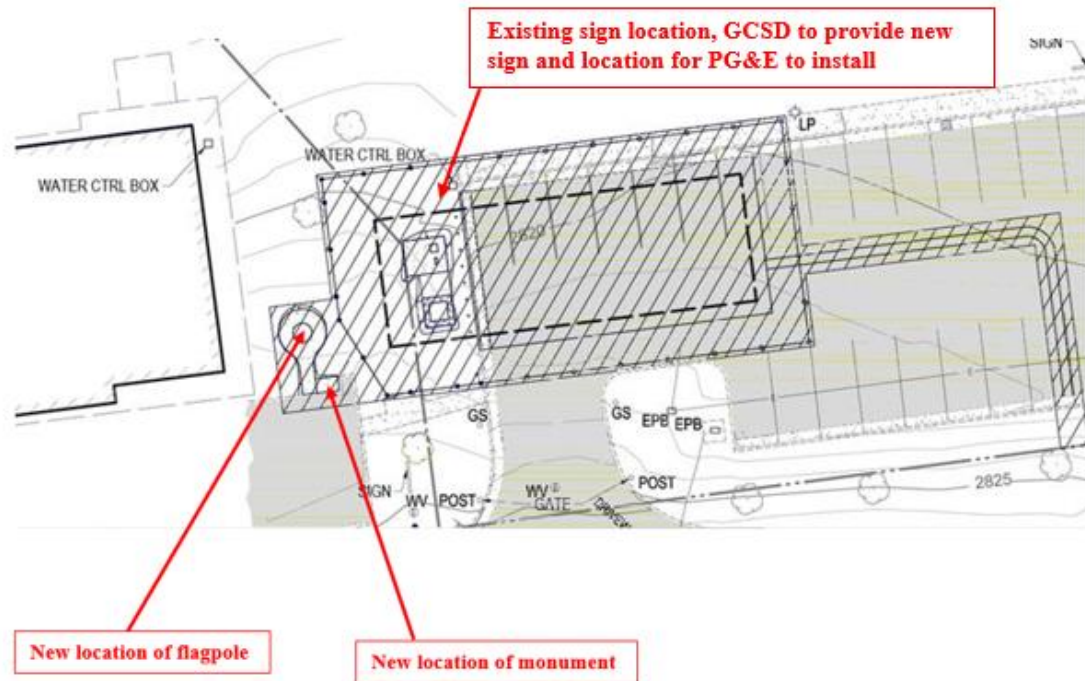 Existing sign location, GCSD to provide new
sign and location for PG&E to install
SIGN
LP
WATER CTRL BOX
WATER CTRL BOX
2820
GS
GS
EPB
EPB
SIGN
WV
POST
WV
GATE
POST
2825
New location of flagpole
New location of monument